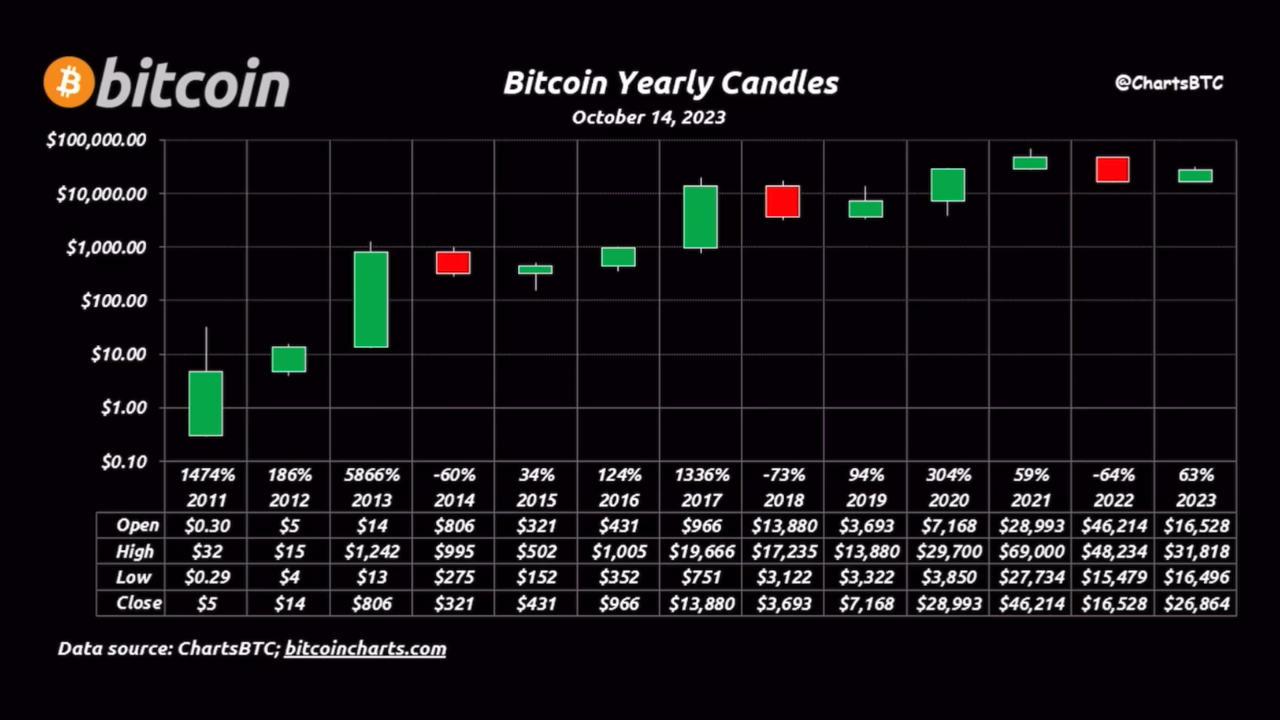 bitcoin
Bitcoin Yearly Candles
@ChartsBTC
October 14, 2023
$100,000.00
$10,000.00
$1,000.00
$100.00
$10.00
$1.00
$0.10
1474% 186% 5866% -60% 34% 124% 1336% -73% 94% 304% 59% -64% 63%
2011 2012 2013 2014 2015 2016 2017 2018 2019 2020 2021 2022 2023
Open $0.30 $5 $14 $806 $321 $431 $966 $13,880 $3,693 $7,168 $28,993 $46,214 $16,528
High $32 $15 $1,242 $995 $502 $1,005 $19,666 $17,235 $13,880 $29,700 $69,000 $48,234 $31,818
Low $0.29 $4 $13 $275 $152 $352 $751 $3,122 $3,322 $3,850 $27,734 $15,479 $16,496
Close $5 $14 $806 $321 $431 $966 $13,880 $3,693 $7,168 $28,993 $46,214 $16,528 $26,864
Data source: ChartsBTC; bitcoincharts.com